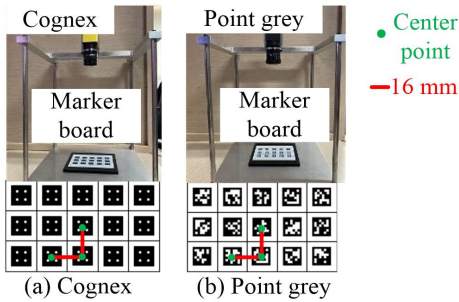 Cognex
Point grey
Center
point
16 mm
Marker
board
Marker
board
(a) Cognex
(b) Point grey